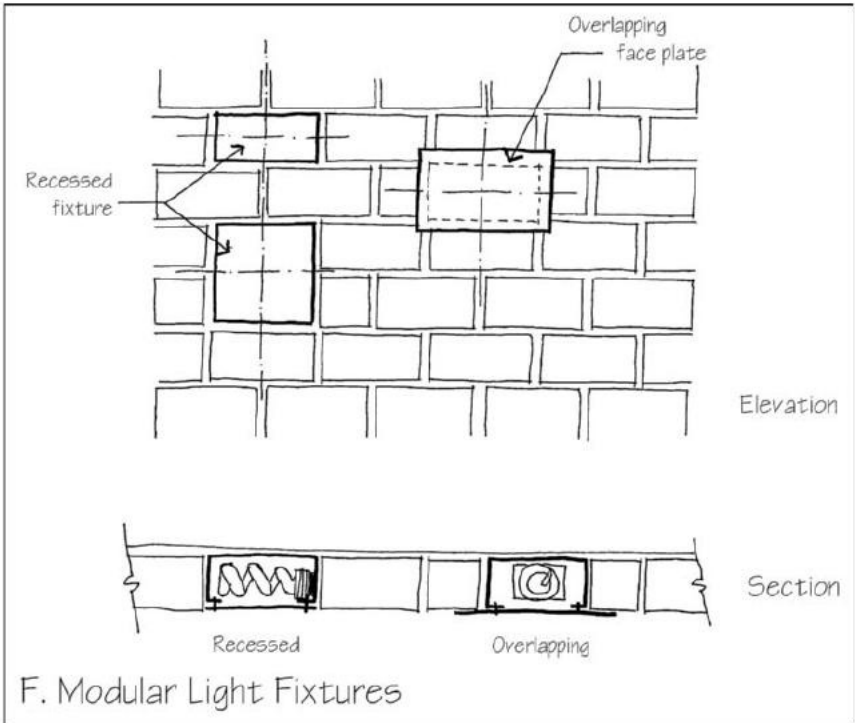 Overlapping
face plate
Recessed
fixture
Elevation
Section
Recessed
Overlapping
F. Modular Light Fixtures